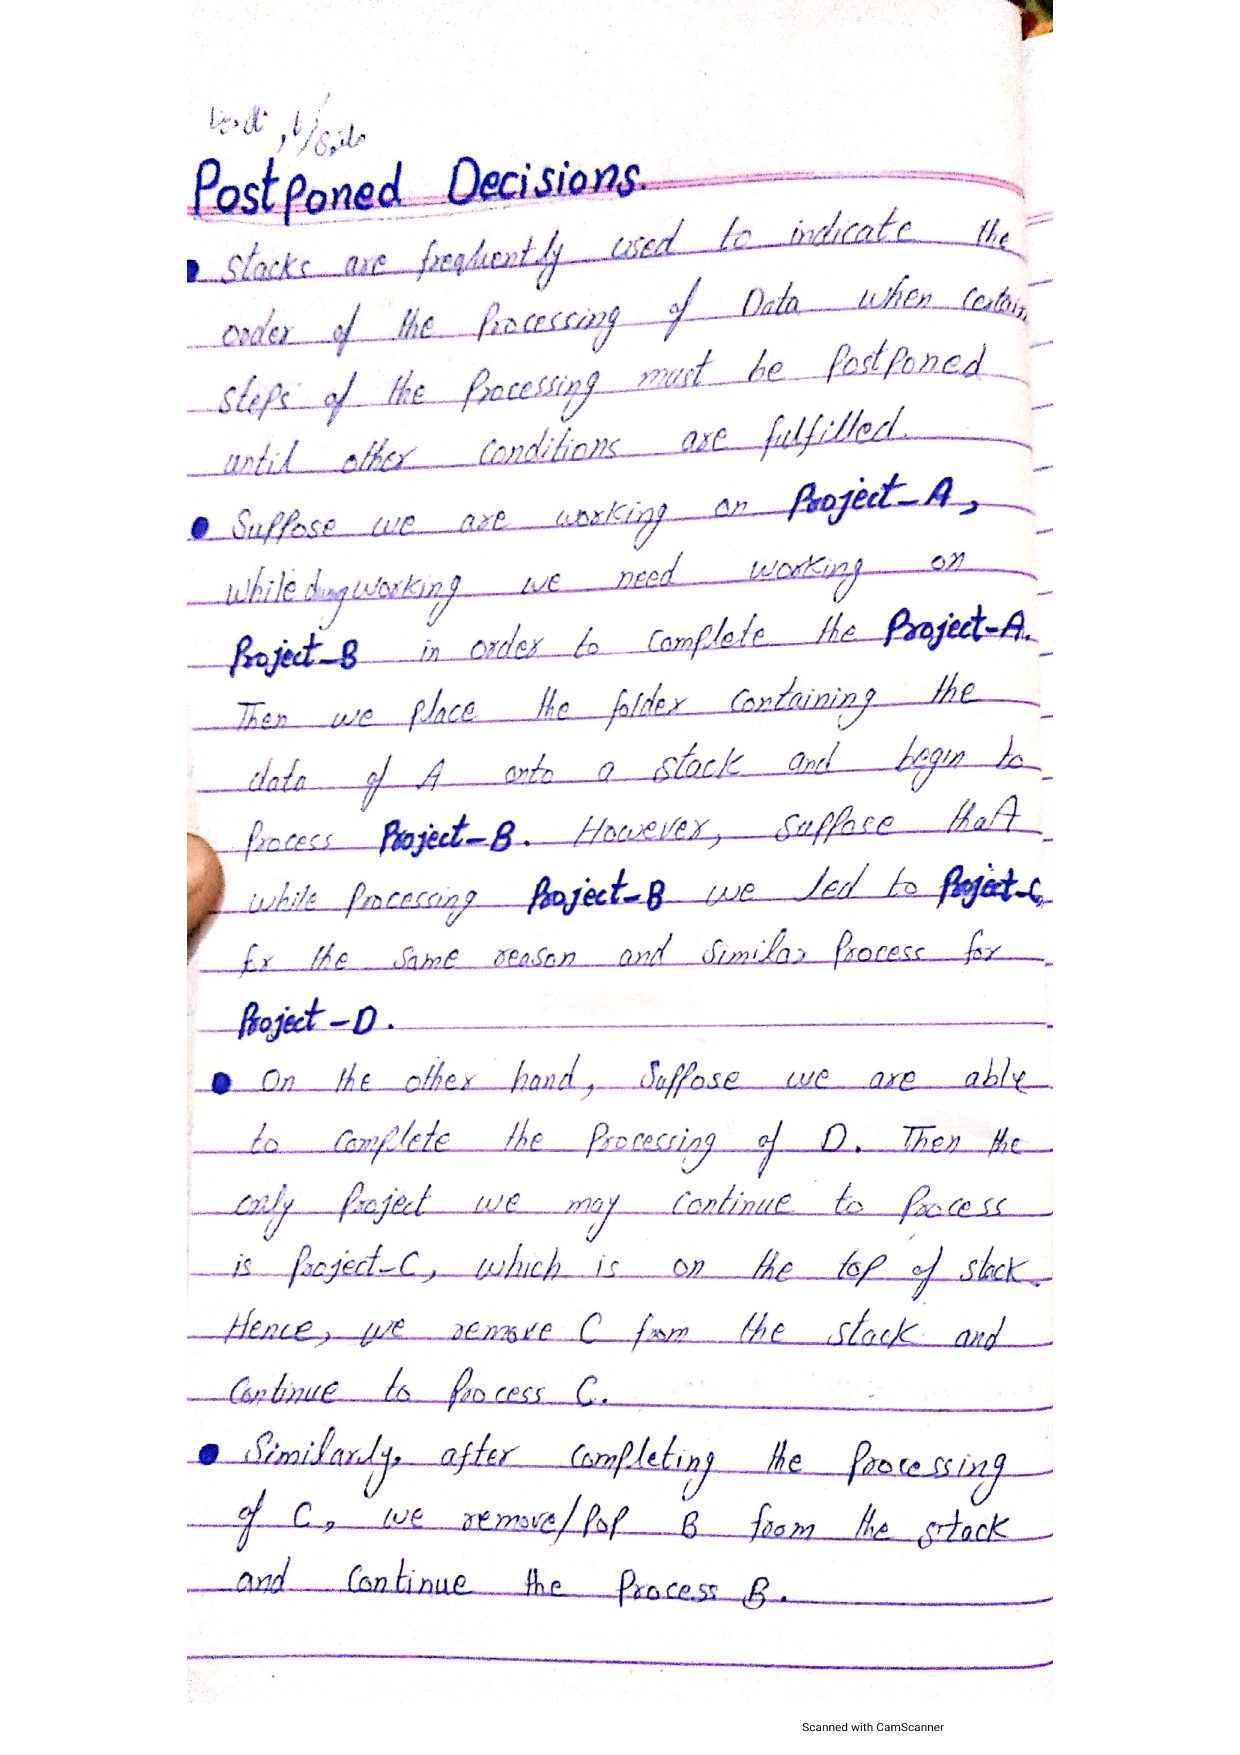 Postponed Decisions.
• stacks are frequently used to indicate the
order of the Processing of Data when certain
steps of the Processing must be Postponed
until other conditions are fulfilled.
• Suppose we are working on Project-A,
while working we need working on
Project-B in order to complete the Project-A.
Then we place the folder containing the
data of A onto a stack and begin to
Process Project-B. However, suppose that
while Processing Project-B we led to Project-C,
for the same reason and similar Process for
Project-D.
• On the other hand, Suppose we are able
to complete the Processing of D. Then the
only Project we may continue to Process
is Project-C, which is on the top of stack.
Hence, we remove C from the stack and
Continue to Process C.
• Similarly, after completing the Processing
of C, we remove/Pop B from the stack
and Continue the Process B.
Scanned with CamScanner